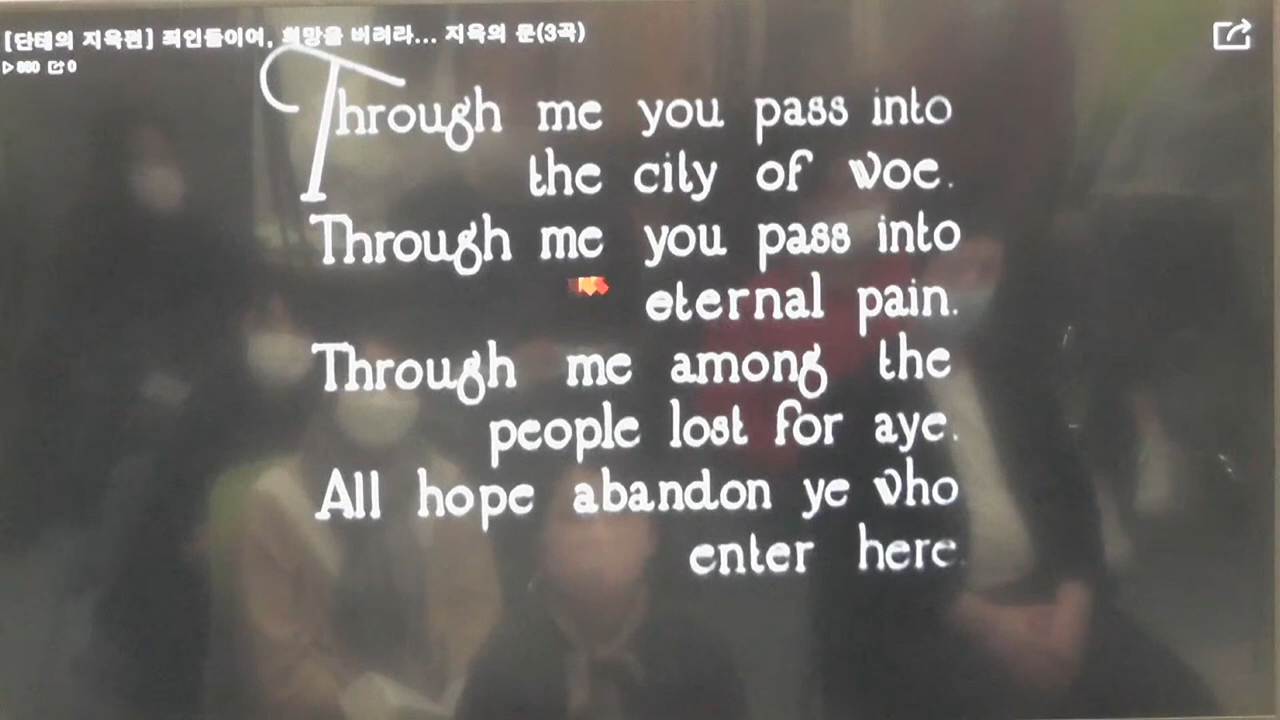 [단테의 지옥편] 죄인들이여, 희망을 버려라... 지옥의 문(3곡)
880 0
Through me you pass into
the city of woe.
Through me you pass into
eternal pain.
Through me among the
people lost for aye.
All hope abandon ye who
enter here.